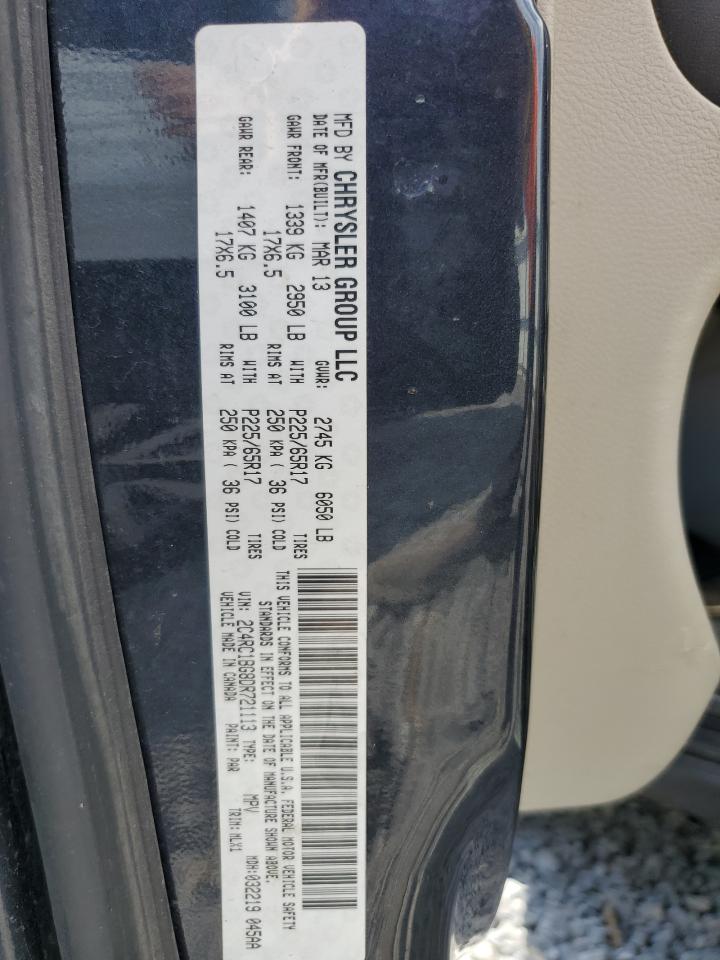 MFD BY CHRYSLER GROUP LLC
DATE OF MFR(BUILT): MAR 13 GVWR: 2745 KG 6050 LB
GAWR FRONT: 1339 KG 2950 LB WITH P225/65R17 TIRES
17X6.5 RIMS AT 250 KPA ( 36 PSI) COLD
GAWR REAR: 1407 KG 3100 LB WITH P225/65R17 TIRES
17X6.5 RIMS AT 250 KPA ( 36 PSI) COLD
THIS VEHICLE CONFORMS TO ALL APPLICABLE U.S.A. FEDERAL MOTOR VEHICLE SAFETY
STANDARDS IN EFFECT ON THE DATE OF MANUFACTURE SHOWN ABOVE.
VIN: 2C4RC1BG8DR721113 TYPE: MPV MDH:032219 045AA
VEHICLE MADE IN CANADA PAINT: PAR TRIM:MLX1